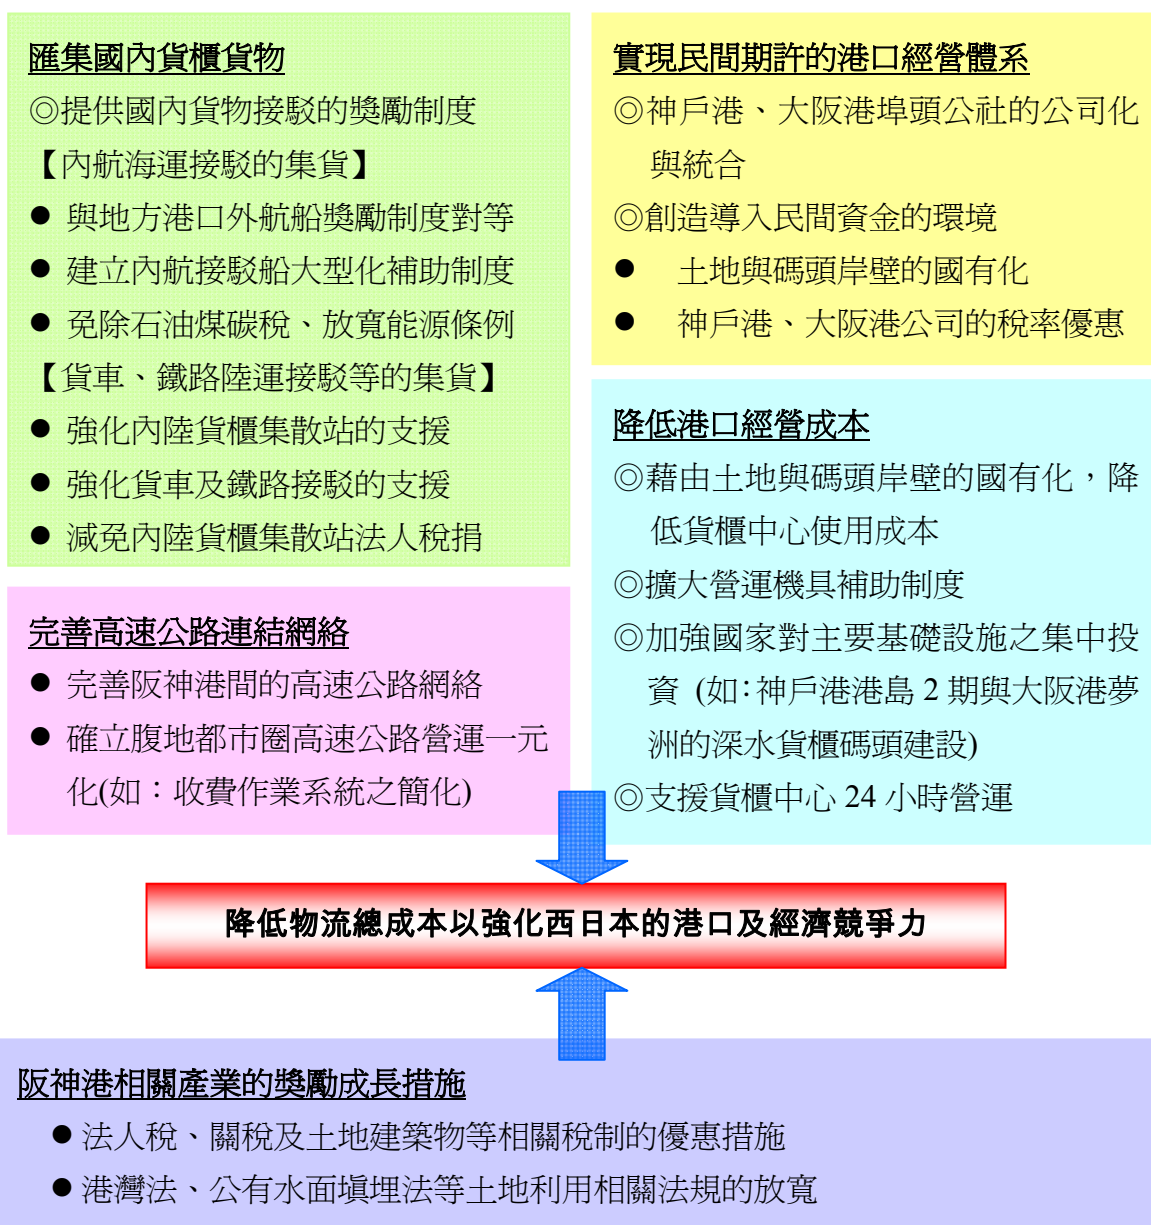 匯集國內貨櫃貨物
◎提供國內貨物接駁的獎勵制度
【內航海運接駁的集貨】
● 與地方港口外航船獎勵制度對等
● 建立內航接駁船大型化補助制度
● 免除石油煤碳稅、放寬能源條例
【貨車、鐵路陸運接駁等的集貨】
● 強化內陸貨櫃集散站的支援
● 強化貨車及鐵路接駁的支援
● 減免內陸貨櫃集散站法人稅捐
完善高速公路連結網絡
● 完善阪神港間的高速公路網絡
● 確立腹地都市圈高速公路營運一元
化(如：收費作業系統之簡化)
實現民間期許的港口經營體系
◎神戶港、大阪港埠頭公社的公司化
與統合
◎創造導入民間資金的環境
● 土地與碼頭岸壁的國有化
● 神戶港、大阪港公司的稅率優惠
降低港口經營成本
◎藉由土地與碼頭岸壁的國有化，降
低貨櫃中心使用成本
◎擴大營運機具補助制度
◎加強國家對主要基礎設施之集中投
資 (如：神戶港港島 2 期與大阪港夢
洲的深水貨櫃碼頭建設)
◎支援貨櫃中心 24 小時營運
降低物流總成本以強化西日本的港口及經濟競爭力
阪神港相關產業的獎勵成長措施
● 法人稅、關稅及土地建築物等相關稅制的優惠措施
● 港灣法、公有水面填埋法等土地利用相關法規的放寬